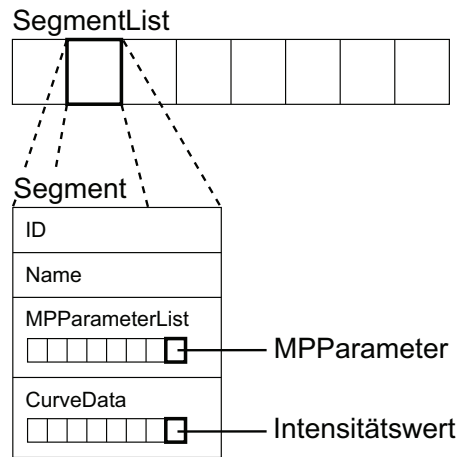 SegmentList
Segment
ID
Name
MPParameterList
MPParameter
CurveData
Intensitätswert